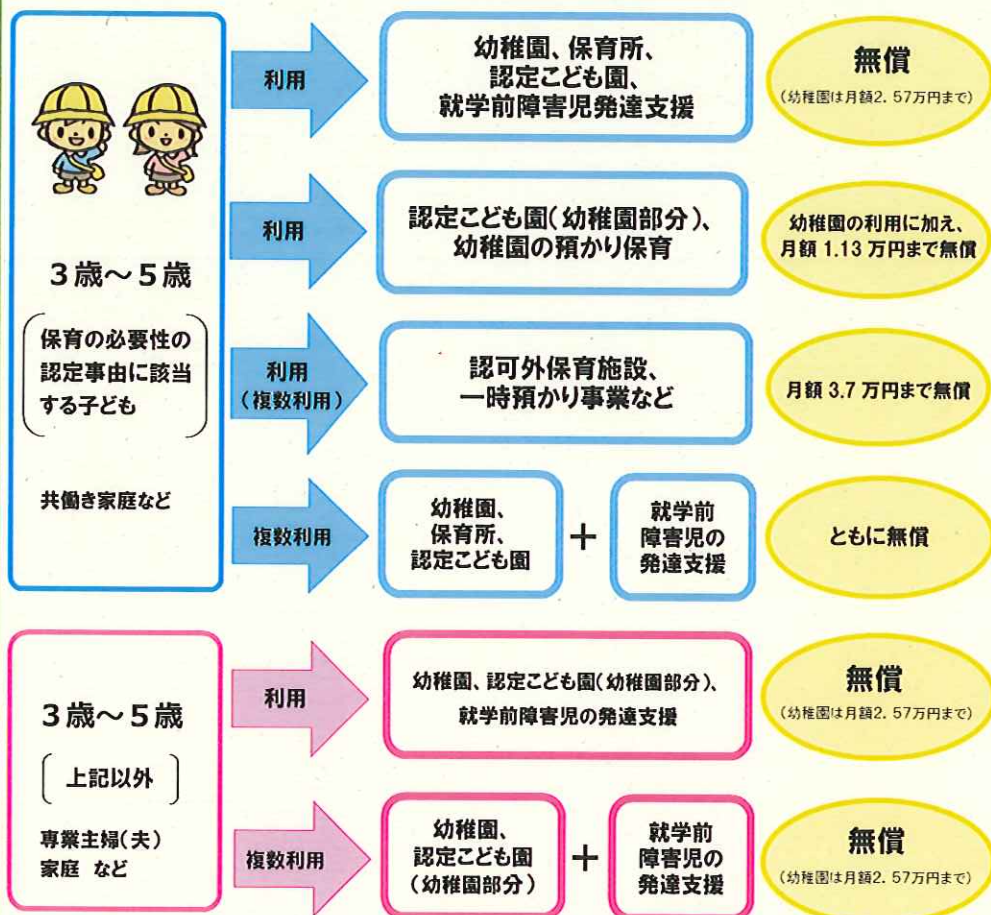 3歳~5歳
保育の必要性の
認定事由に該当
する子ども
共働き家庭など
利用
幼稚園、保育所、
認定こども園、
就学前障害児発達支援
無償
(幼稚園は月額2.57万円まで)
利用
認定こども園(幼稚園部分)、
幼稚園の預かり保育
幼稚園の利用に加え、
月額 1.13 万円まで無償
利用
(複数利用)
認可外保育施設、
一時預かり事業など
月額 3.7 万円まで無償
複数利用
幼稚園、
保育所、
認定こども園
+
就学前
障害児の
発達支援
ともに無償
3歳~5歳
上記以外
専業主婦(夫)
家庭 など
利用
幼稚園、認定こども園(幼稚園部分)、
就学前障害児の発達支援
無償
(幼稚園は月額2.57万円まで)
複数利用
幼稚園、
認定こども園
(幼稚園部分)
+
就学前
障害児の
発達支援
無償
(幼稚園は月額2.57万円まで)